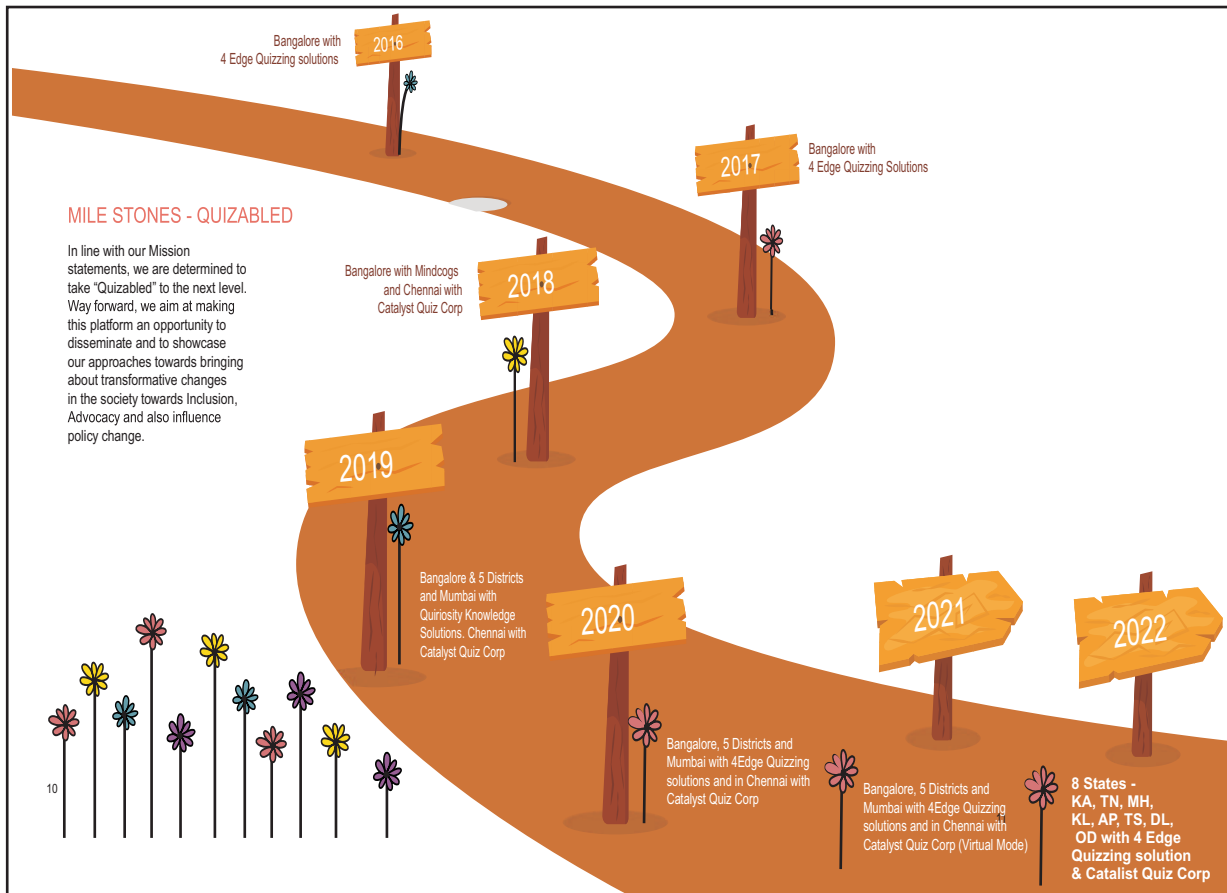 2016
Bangalore with
4 Edge Quizzing solutions
2017
Bangalore with
4 Edge Quizzing Solutions
MILE STONES - QUIZABLED
In line with our Mission
statements, we are determined to
take “Quizabled” to the next level.
Way forward, we aim at making
this platform an opportunity to
disseminate and to showcase
our approaches towards bringing
about transformative changes
in the society towards Inclusion,
Advocacy and also influence
policy change.
2018
Bangalore with Mindcogs
and Chennai with
Catalyst Quiz Corp
2019
Bangalore & 5 Districts
and Mumbai with
Quiriosity Knowledge
Solutions. Chennai with
Catalyst Quiz Corp
2020
Bangalore, 5 Districts and
Mumbai with 4Edge Quizzing
solutions and in Chennai with
Catalyst Quiz Corp
2021
Bangalore, 5 Districts and
Mumbai with 4Edge Quizzing
solutions and in Chennai with
Catalyst Quiz Corp (Virtual Mode)
2022
8 States -
KA, TN, MH,
KL, AP, TS, DL,
OD with 4 Edge
Quizzing solution
& Catalist Quiz Corp
10
11